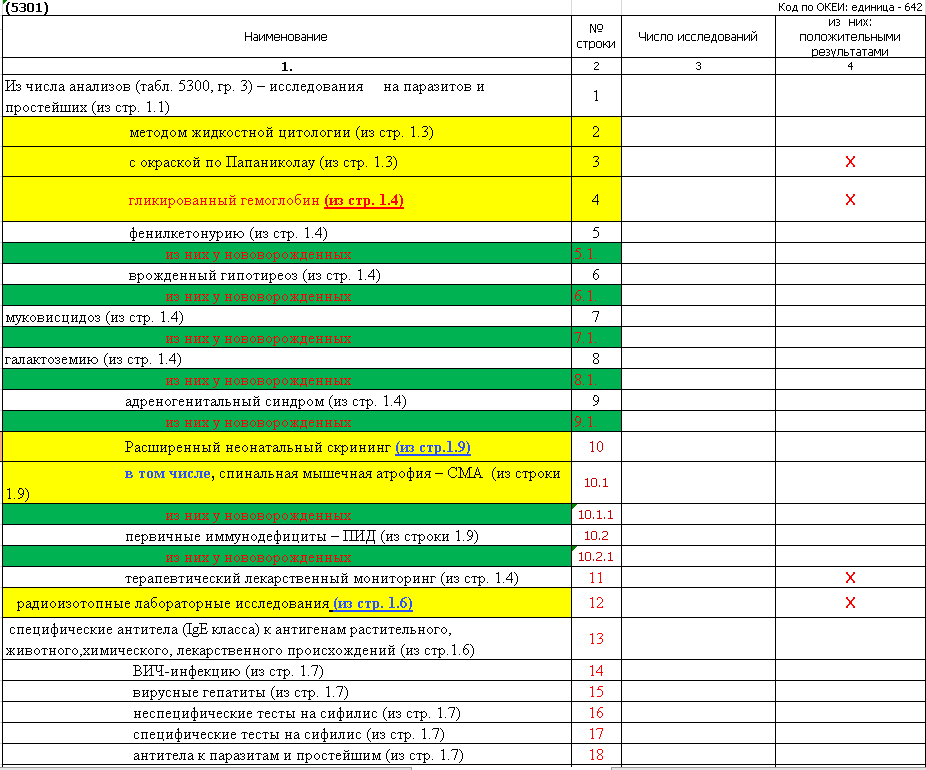 (5301)
Код по ОКЕИ: единица - 642
Наименование
№ строки
Число исследований
из них: положительными результатами
1.
2
3
4
Из числа анализов (табл. 5300, гр. 3) – исследования на паразитов и
простейших (из стр. 1.1)
1
методом жидкостной цитологии (из стр. 1.3)
2
с окраской по Папаниколау (из стр. 1.3)
3
X
гликированный гемоглобин (из стр. 1.4)
4
X
фенилкетонурию (из стр. 1.4)
5
из них у нововорожденных
5.1.
врожденный гипотиреоз (из стр. 1.4)
6
из них у нововорожденных
6.1.
муковисцидоз (из стр. 1.4)
7
из них у нововорожденных
7.1.
галактоземию (из стр. 1.4)
8
из них у нововорожденных
8.1.
адреногенитальный синдром (из стр. 1.4)
9
из них у нововорожденных
9.1.
Расширенный неонатальный скрининг (из стр.1.9)
10
в том числе, спинальная мышечная атрофия – СМА (из строки
1.9)
10.1
из них у нововорожденных
10.1.1
первичные иммунодефициты – ПИД (из строки 1.9)
10.2
из них у нововорожденных
10.2.1
терапевтический лекарственный мониторинг (из стр. 1.4)
11
X
радиоизотопные лабораторные исследования (из стр. 1.6)
12
X
специфические антитела (IgE класса) к антигенам растительного,
животного,химического, лекарственного происхождений (из стр.1.6)
13
ВИЧ-инфекцию (из стр. 1.7)
14
вирусные гепатиты (из стр. 1.7)
15
неспецифические тесты на сифилис (из стр. 1.7)
16
специфические тесты на сифилис (из стр. 1.7)
17
антитела к паразитам и простейшим (из стр. 1.7)
18